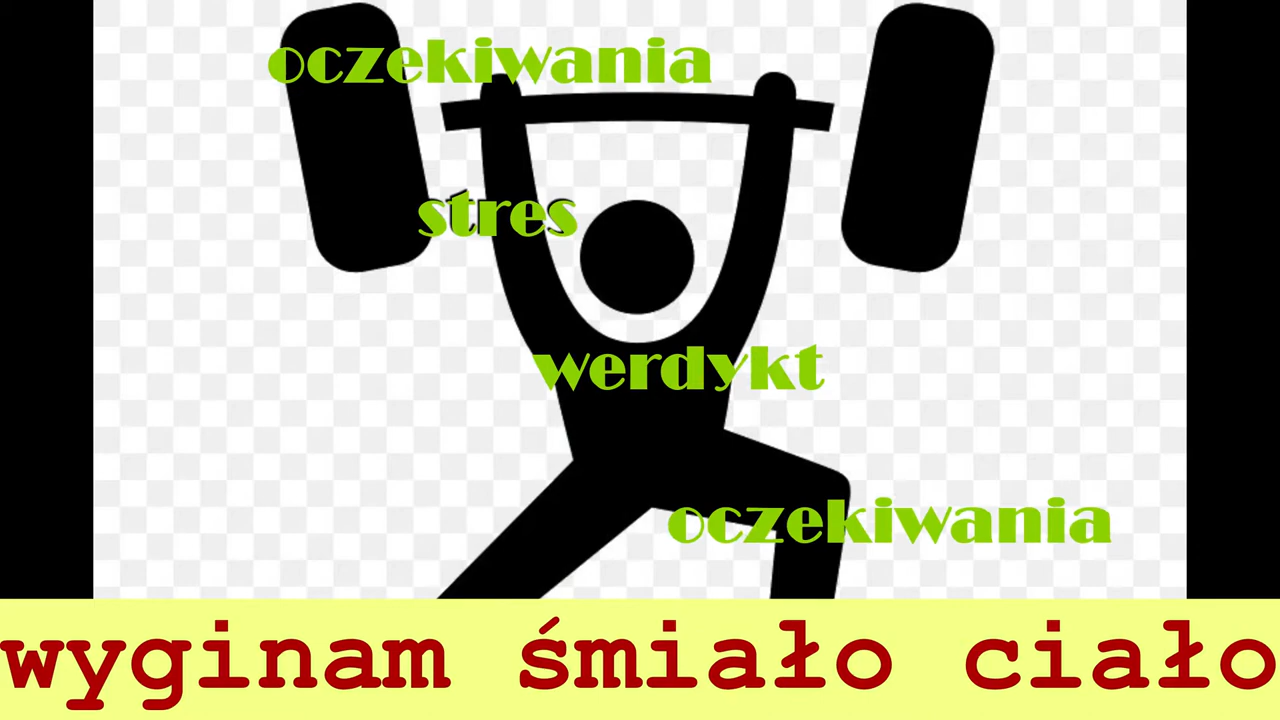 oczekiwania
stres
werdykt
oczekiwania
wyginam śmiało ciało